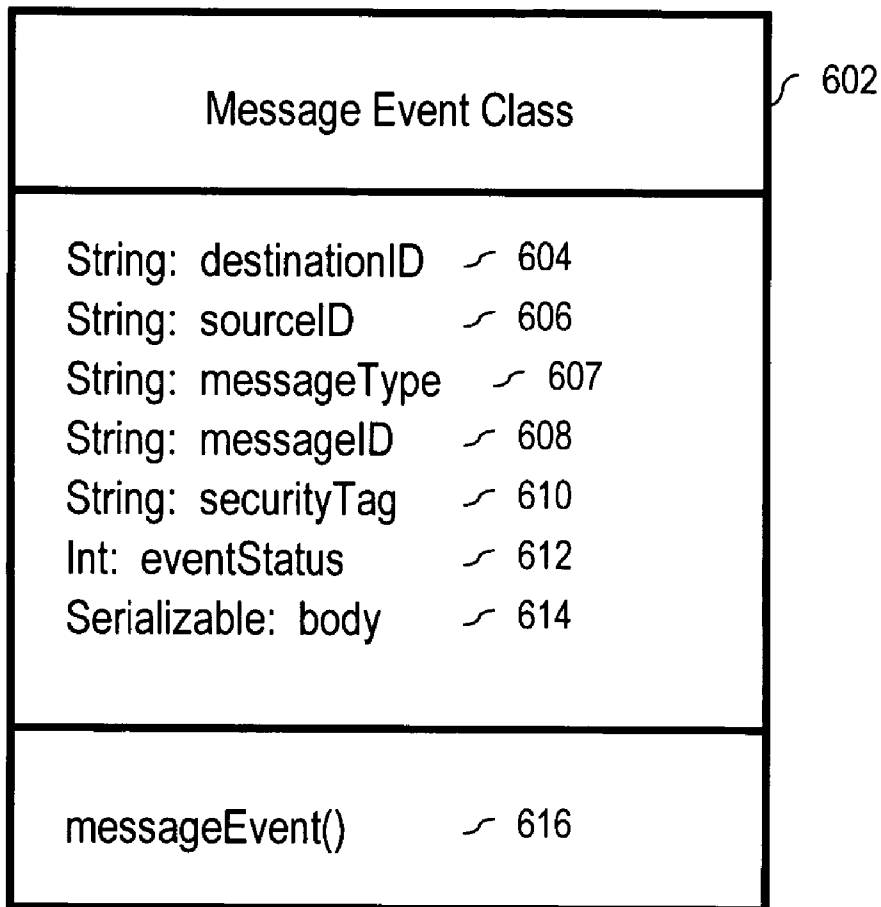 Message Event Class 602
String: destinationID 604
String: sourceID 606
String: messageType 607
String: messageID 608
String: securityTag 610
Int: eventStatus 612
Serializable: body 614
messageEvent() 616